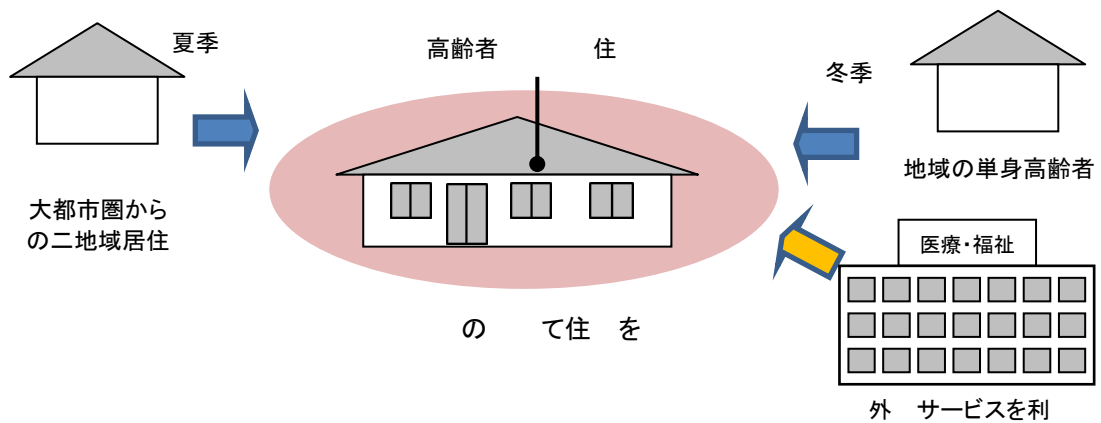 夏季
高齢者 住
冬季
大都市圏から
の二地域居住
地域の単身高齢者
医療・福祉
の て住 を
外 サービスを利